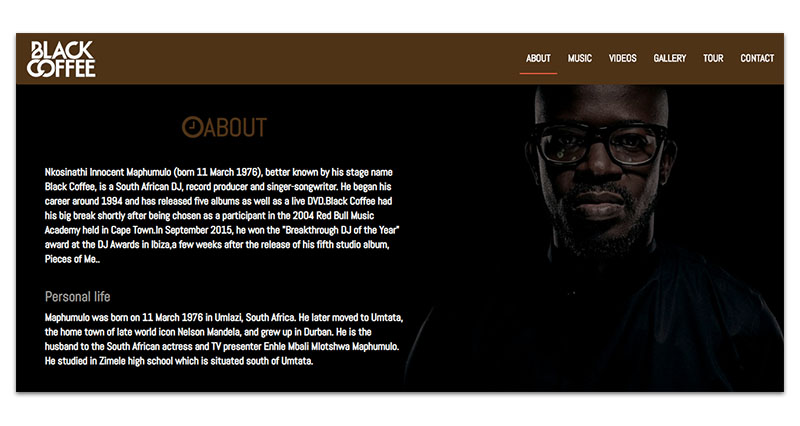 BLACK
COFFEE
ABOUT
MUSIC
VIDEOS
GALLERY
TOUR
CONTACT
ABOUT
Nkosinathi Innocent Maphumulo (born 11 March 1976), better known by his stage name
Black Coffee, is a South African DJ, record producer and singer-songwriter. He began his
career around 1994 and has released five albums as well as a live DVD.Black Coffee had
his big break shortly after being chosen as a participant in the 2004 Red Bull Music
Academy held in Cape Town.In September 2015, he won the "Breakthrough DJ of the Year"
award at the DJ Awards in Ibiza,a few weeks after the release of his fifth studio album,
Pieces of Me..
Personal life
Maphumulo was born on 11 March 1976 in Umlazi, South Africa. He later moved to Umtata,
the home town of late world icon Nelson Mandela, and grew up in Durban. He is the
husband to the South African actress and TV presenter Enhle Mbali Mlotshwa Maphumulo.
He studied in Zimele high school which is situated south of Umtata.